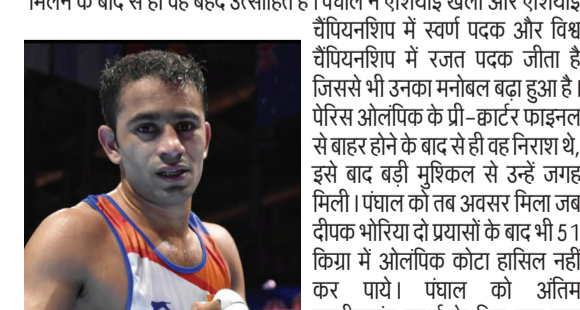 मिलने के बाद से ही वह बेहद उत्साहित हैं। पंघाल ने एशियाई खेलों और एशियाई
चैंपियनशिप में स्वर्ण पदक और विश्व
चैंपियनशिप में रजत पदक जीता है
जिससे भी उनका मनोबल बढ़ा हुआ है।
पेरिस ओलंपिक के प्री-क्वार्टर फाइनल
से बाहर होने के बाद से ही वह निराश थे,
इसे बाद बड़ी मुश्किल से उन्हें जगह
मिली। पंघाल को तब अवसर मिला जब
दीपक भोरिया दो प्रयासों के बाद भी 51
किग्रा में ओलंपिक कोटा हासिल नहीं
कर पाये। पंघाल को अंतिम